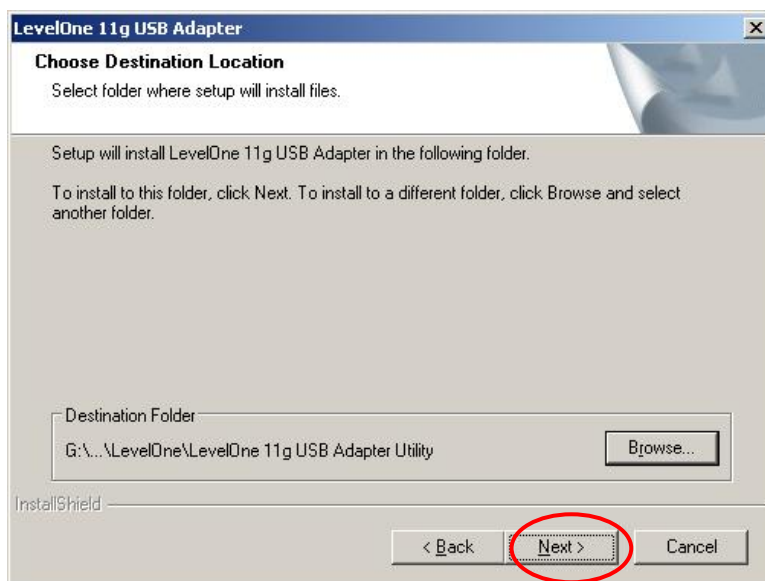 LevelOne 11g USB Adapter
Choose Destination Location
Select folder where setup will install files.
Setup will install LevelOne 11g USB Adapter in the following folder.
To install to this folder, click Next. To install to a different folder, click Browse and select
another folder.
Destination Folder
G:\...\LevelOne\LevelOne 11g USB Adapter Utility
Browse...
InstallShield
< Back
Next >
Cancel